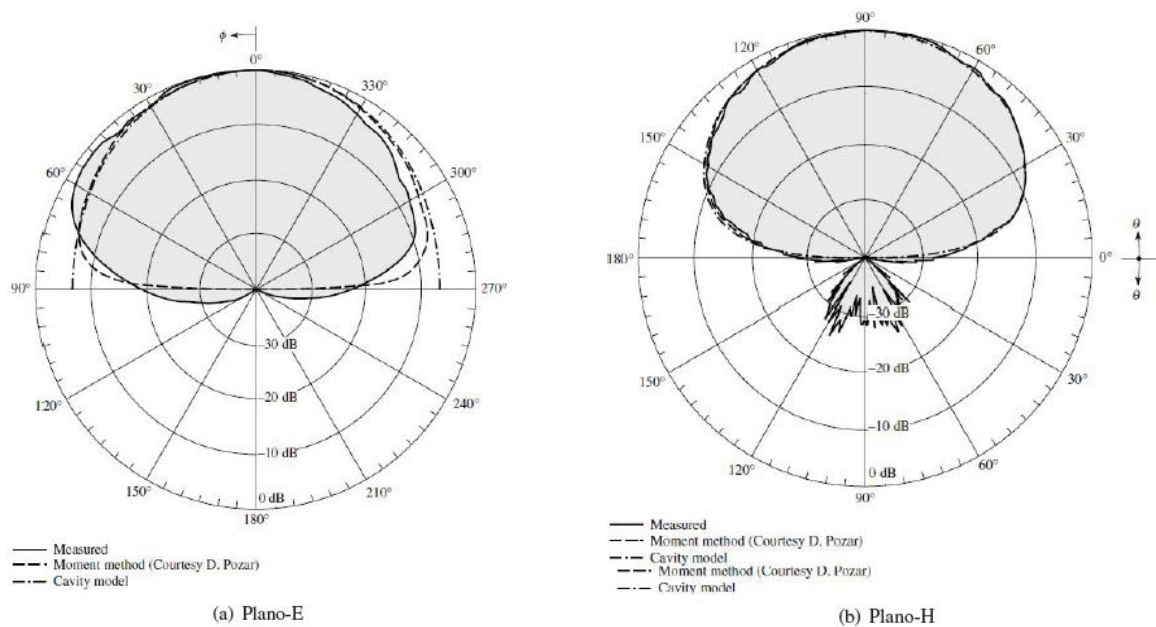 ϕ
0°
30°
330°
60°
300°
90°
270°
120°
240°
150°
210°
180°
30 dB
20 dB
–10 dB
0 dB
Measured
Moment method (Courtesy D. Pozar)
Cavity model
(a) Plano-E
90°
120°
60°
150°
30°
180°
0°
θ
θ
150°
30°
120°
60°
90°
–30 dB
–20 dB
–10 dB
0 dB
Measured
Moment method (Courtesy D. Pozar)
Cavity model
Moment method (Courtesy D. Pozar)
Cavity model
(b) Plano-H